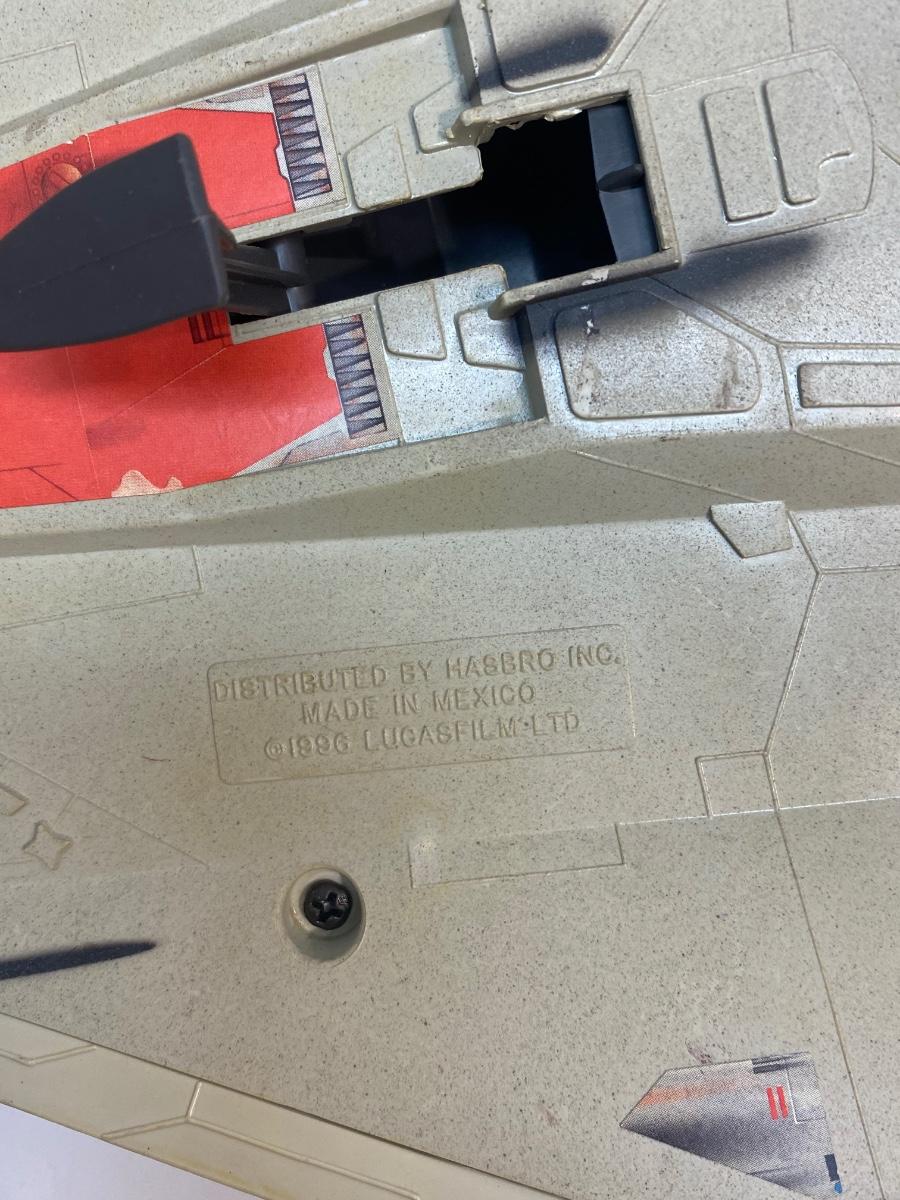 DISTRIBUTED BY HASBRO INC.
MADE IN MEXICO
©1996 LUCASFILM LTD